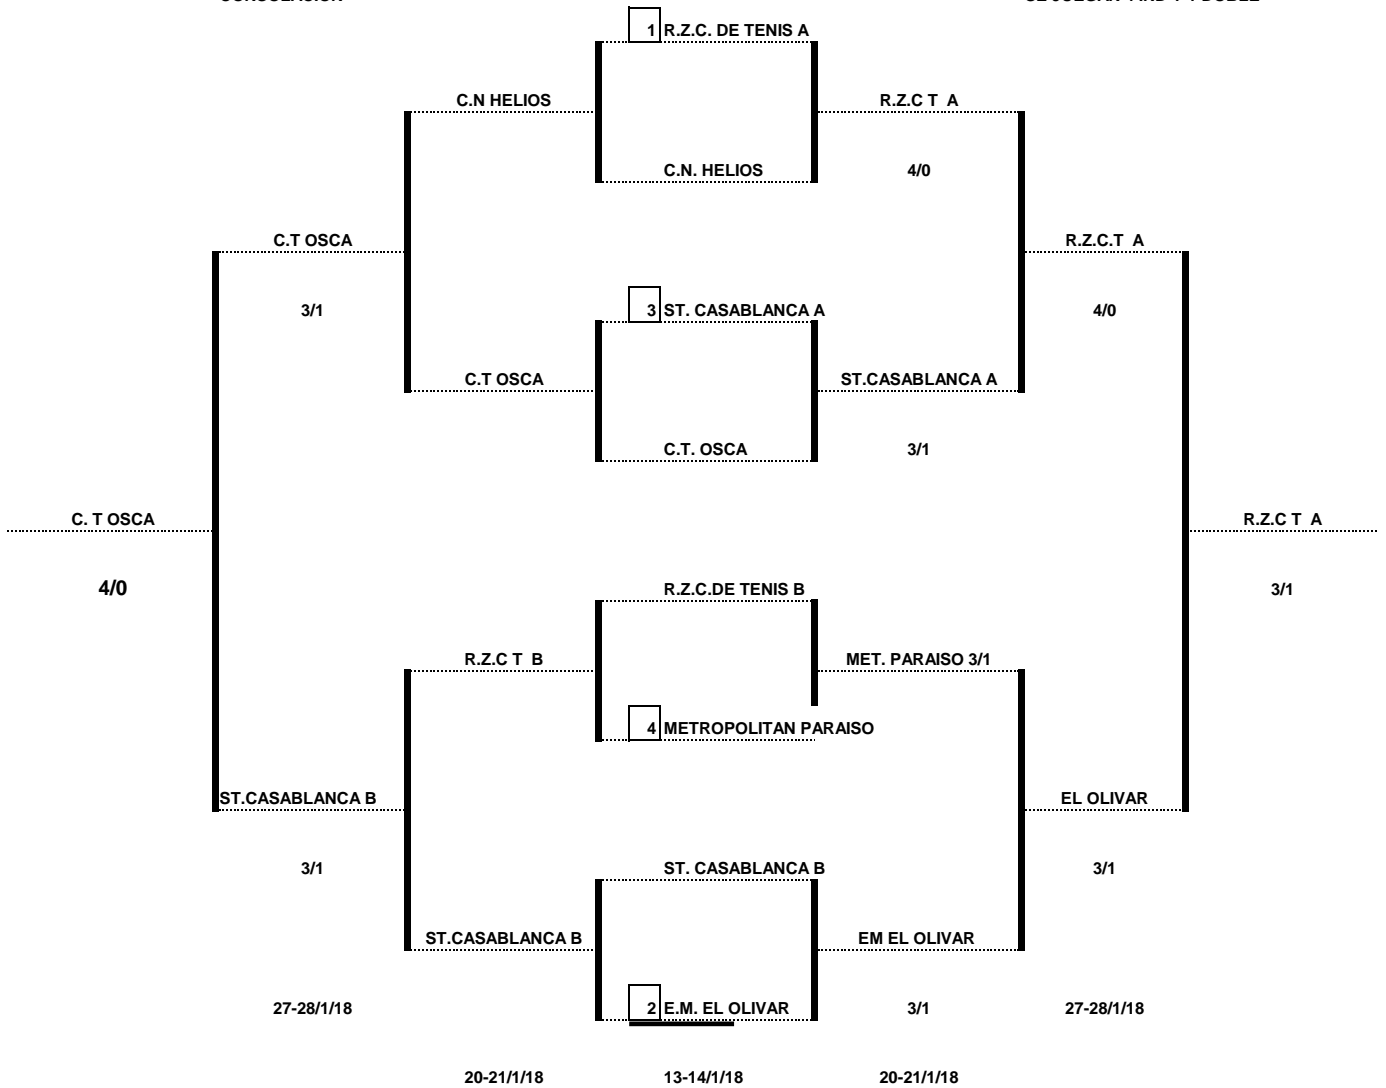 1 R.Z.C. DE TENIS A
C.N HELIOS R.Z.C T A
C.N. HELIOS 4/0
C.T OSCA R.Z.C.T A
3/1 3 ST. CASABLANCA A 4/0
C.T OSCA ST.CASABLANCA A
C.T. OSCA 3/1
C. T OSCA R.Z.C T A
4/0 R.Z.C.DE TENIS B 3/1
R.Z.C T B MET. PARAISO 3/1
4 METROPOLITAN PARAISO
ST.CASABLANCA B EL OLIVAR
3/1 ST. CASABLANCA B 3/1
ST.CASABLANCA B EM EL OLIVAR
27-28/1/18 2 E.M. EL OLIVAR 3/1 27-28/1/18
20-21/1/18 13-14/1/18 20-21/1/18